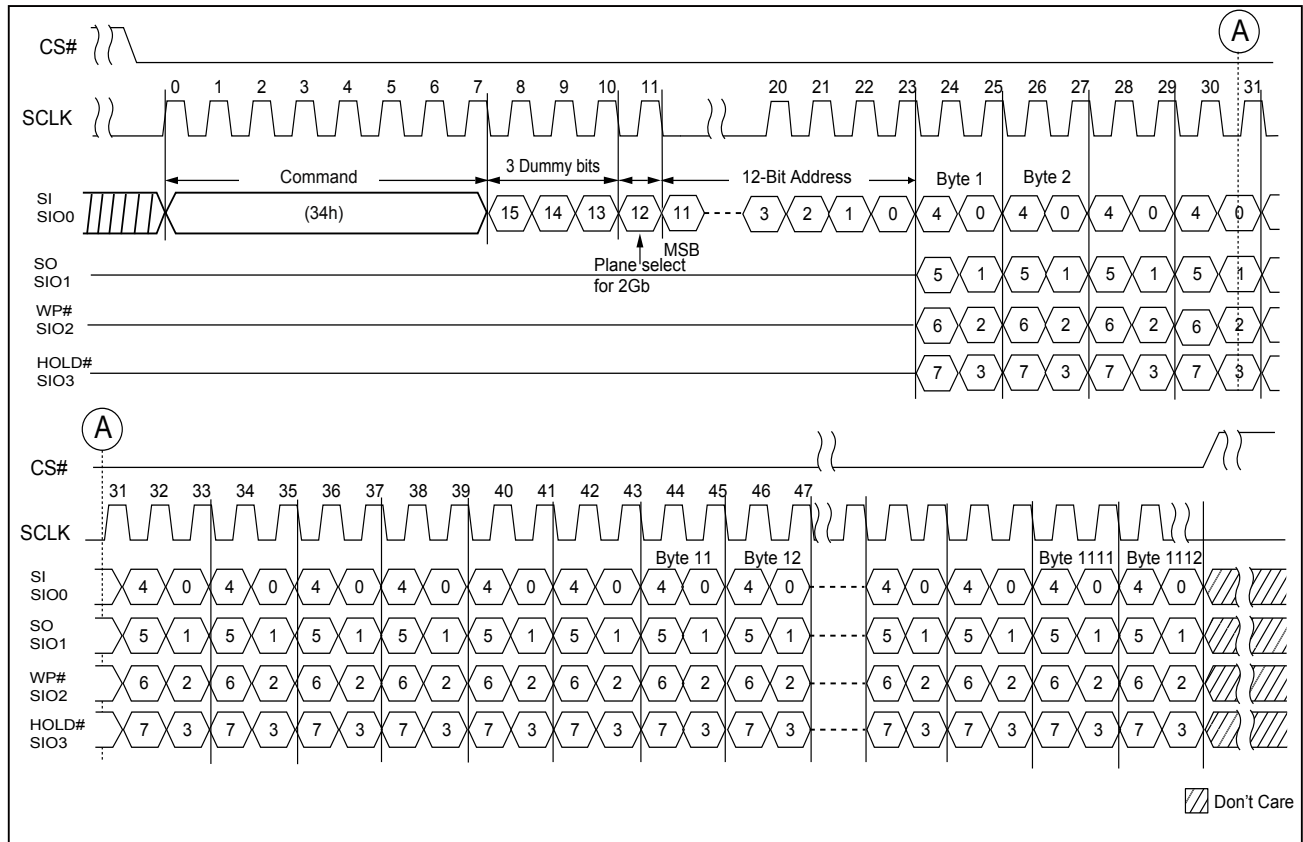 A
CS#
0 1 2 3 4 5 6 7 8 9 10 11 20 21 22 23 24 25 26 27 28 29 30 31
SCLK
Command 3 Dummy bits 12-Bit Address Byte 1 Byte 2
SI
SIO0
(34h) 15 14 13 12 11 3 2 1 0 4 0 4 0 4 0 4 0
MSB
Plane select
for 2Gb
SO
SIO1
5 1 5 1 5 1 5 1
WP#
SIO2
6 2 6 2 6 2 6 2
HOLD#
SIO3
7 3 7 3 7 3 7 3
A
CS#
31 32 33 34 35 36 37 38 39 40 41 42 43 44 45 46 47
SCLK
Byte 11 Byte 12 Byte 1111 Byte 1112
SI
SIO0
4 0 4 0 4 0 4 0 4 0 4 0 4 0 4 0 4 0 4 0 4 0 4 0
SO
SIO1
5 1 5 1 5 1 5 1 5 1 5 1 5 1 5 1 5 1 5 1 5 1 5 1
WP#
SIO2
6 2 6 2 6 2 6 2 6 2 6 2 6 2 6 2 6 2 6 2 6 2 6 2
HOLD#
SIO3
7 3 7 3 7 3 7 3 7 3 7 3 7 3 7 3 7 3 7 3 7 3 7 3
Don't Care